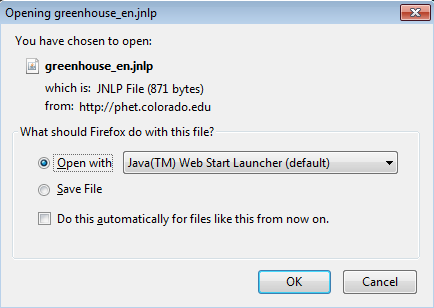 Opening greenhouse_en.jnlp
You have chosen to open:
greenhouse_en.jnlp
which is: JNLP File (871 bytes)
from: http://phet.colorado.edu
What should Firefox do with this file?
Open with Java(TM) Web Start Launcher (default)
Save File
Do this automatically for files like this from now on.
OK Cancel